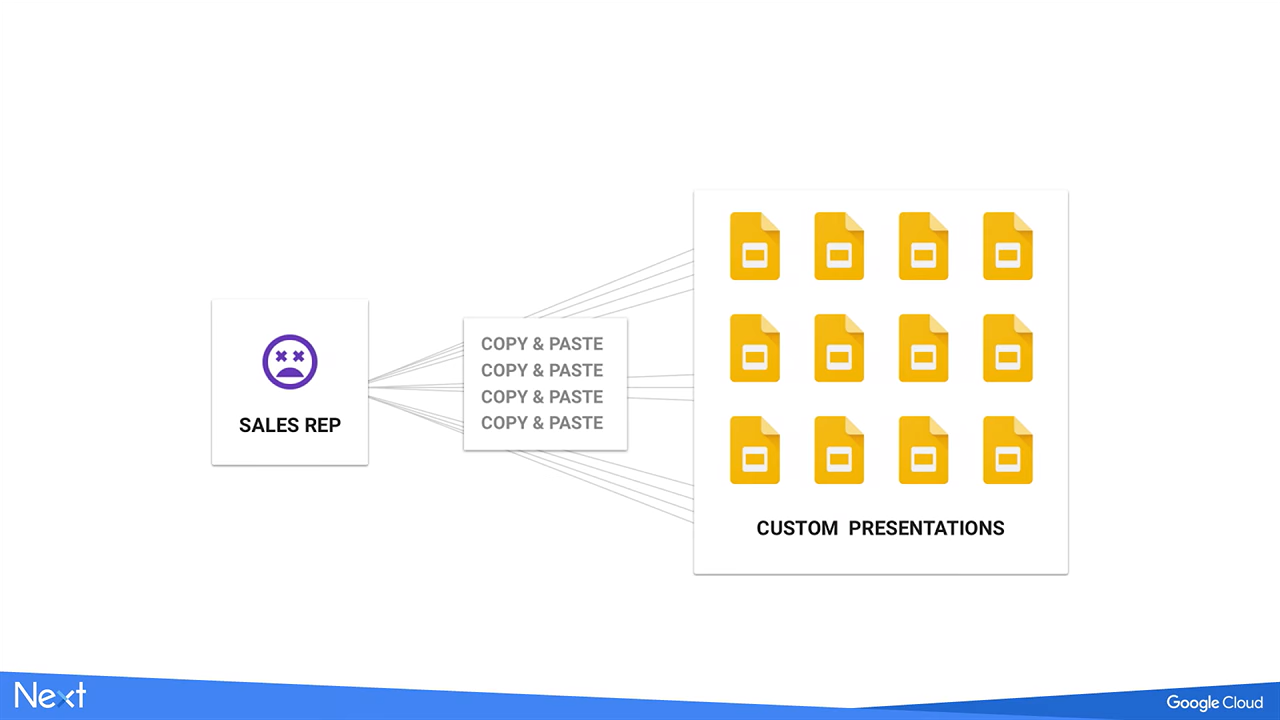 SALES REP
COPY & PASTE
COPY & PASTE
COPY & PASTE
COPY & PASTE
CUSTOM PRESENTATIONS
Next
Google Cloud